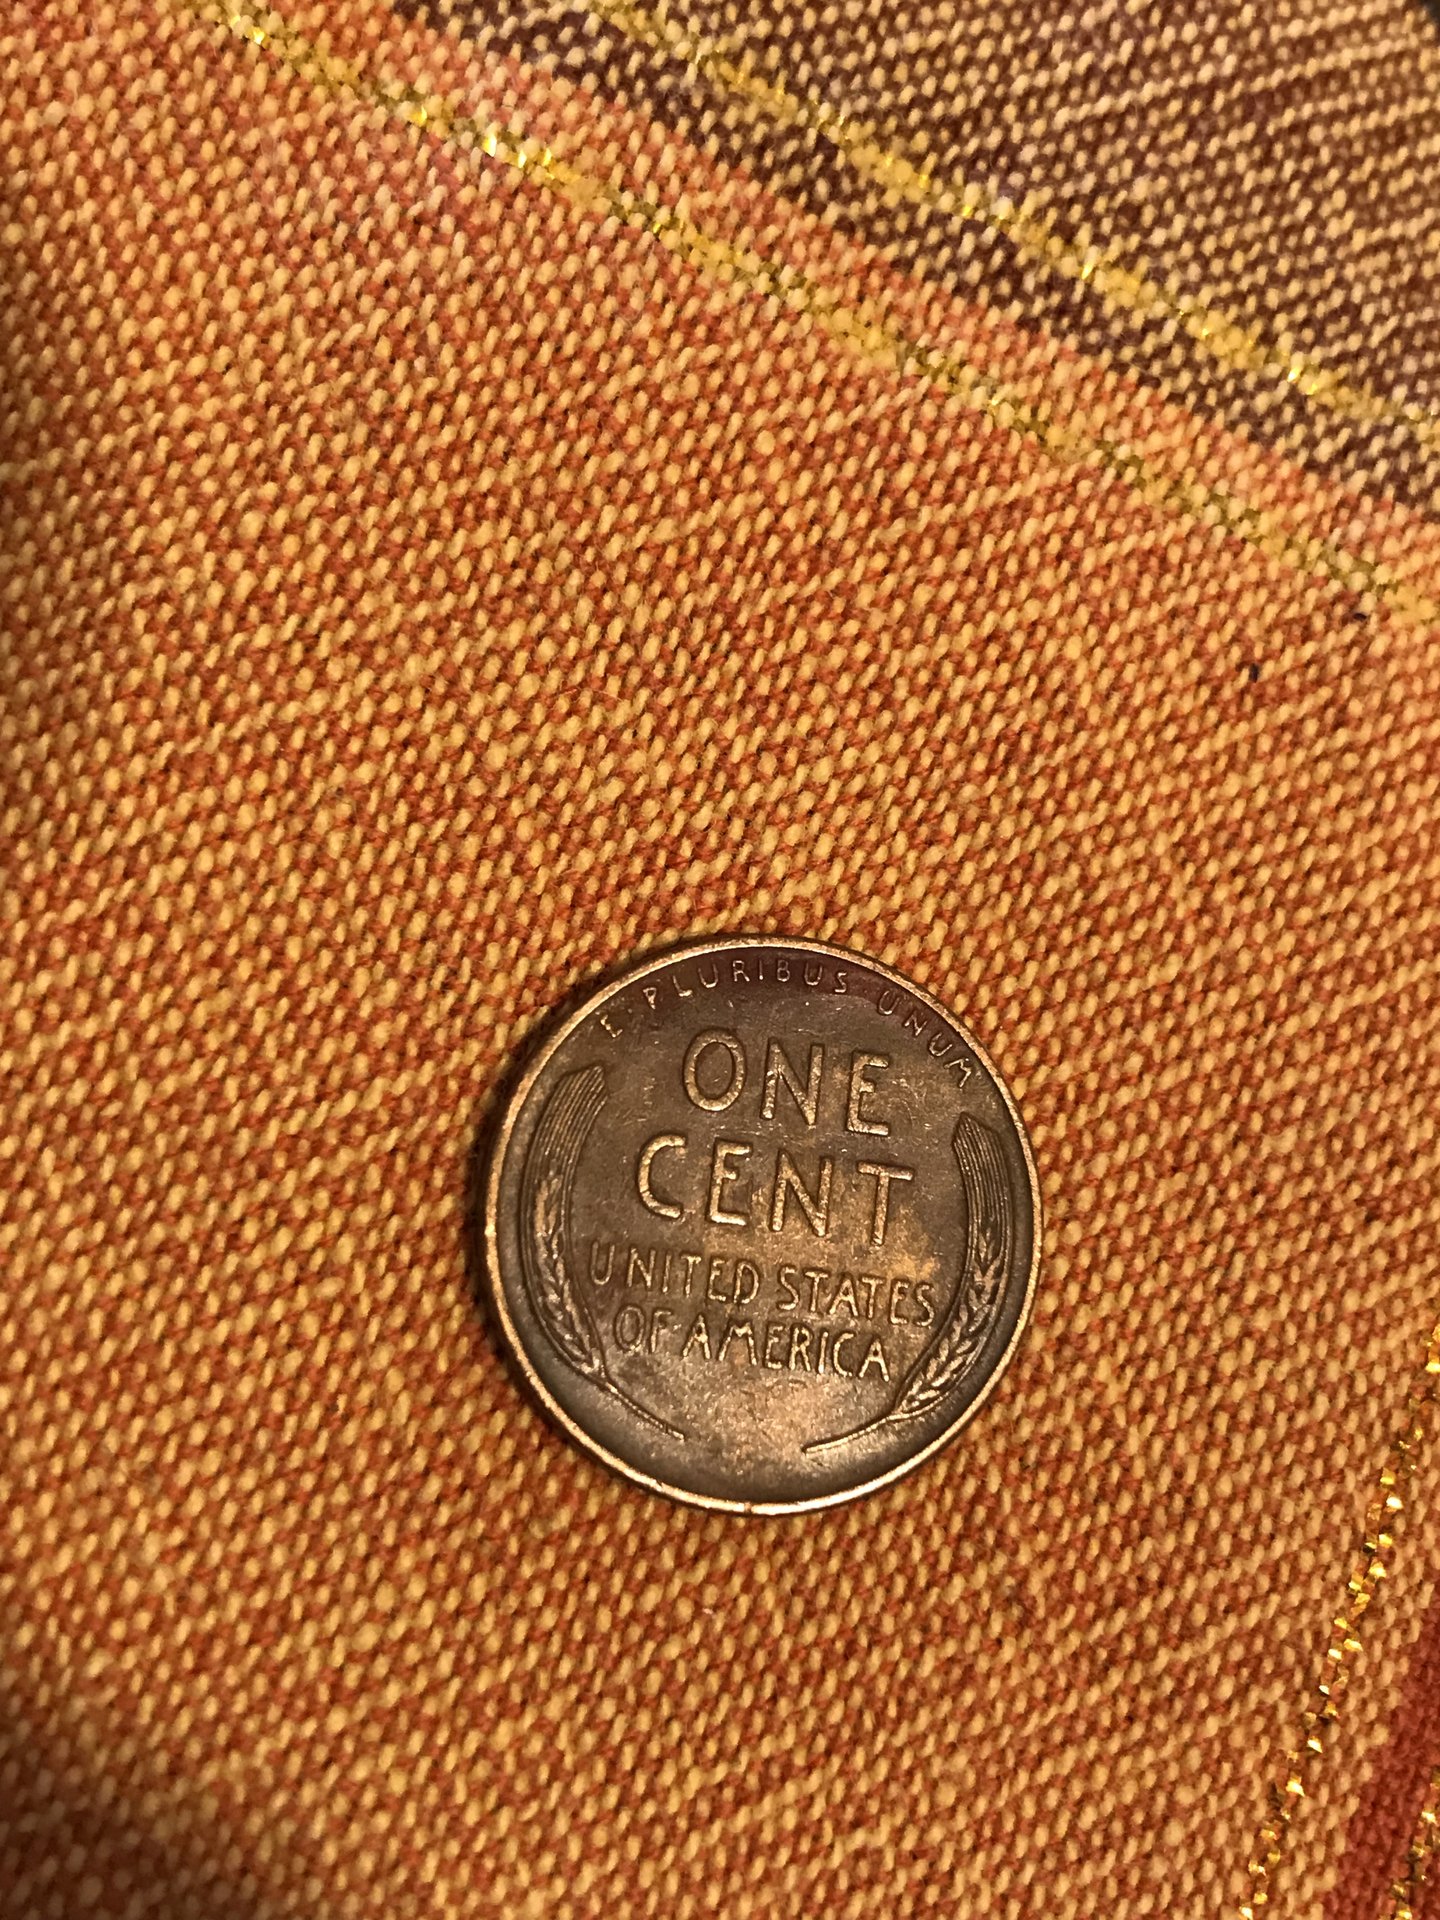 E·PLURIBUS·UNUM
ONE
CENT
UNITED STATES
OF·AMERICA